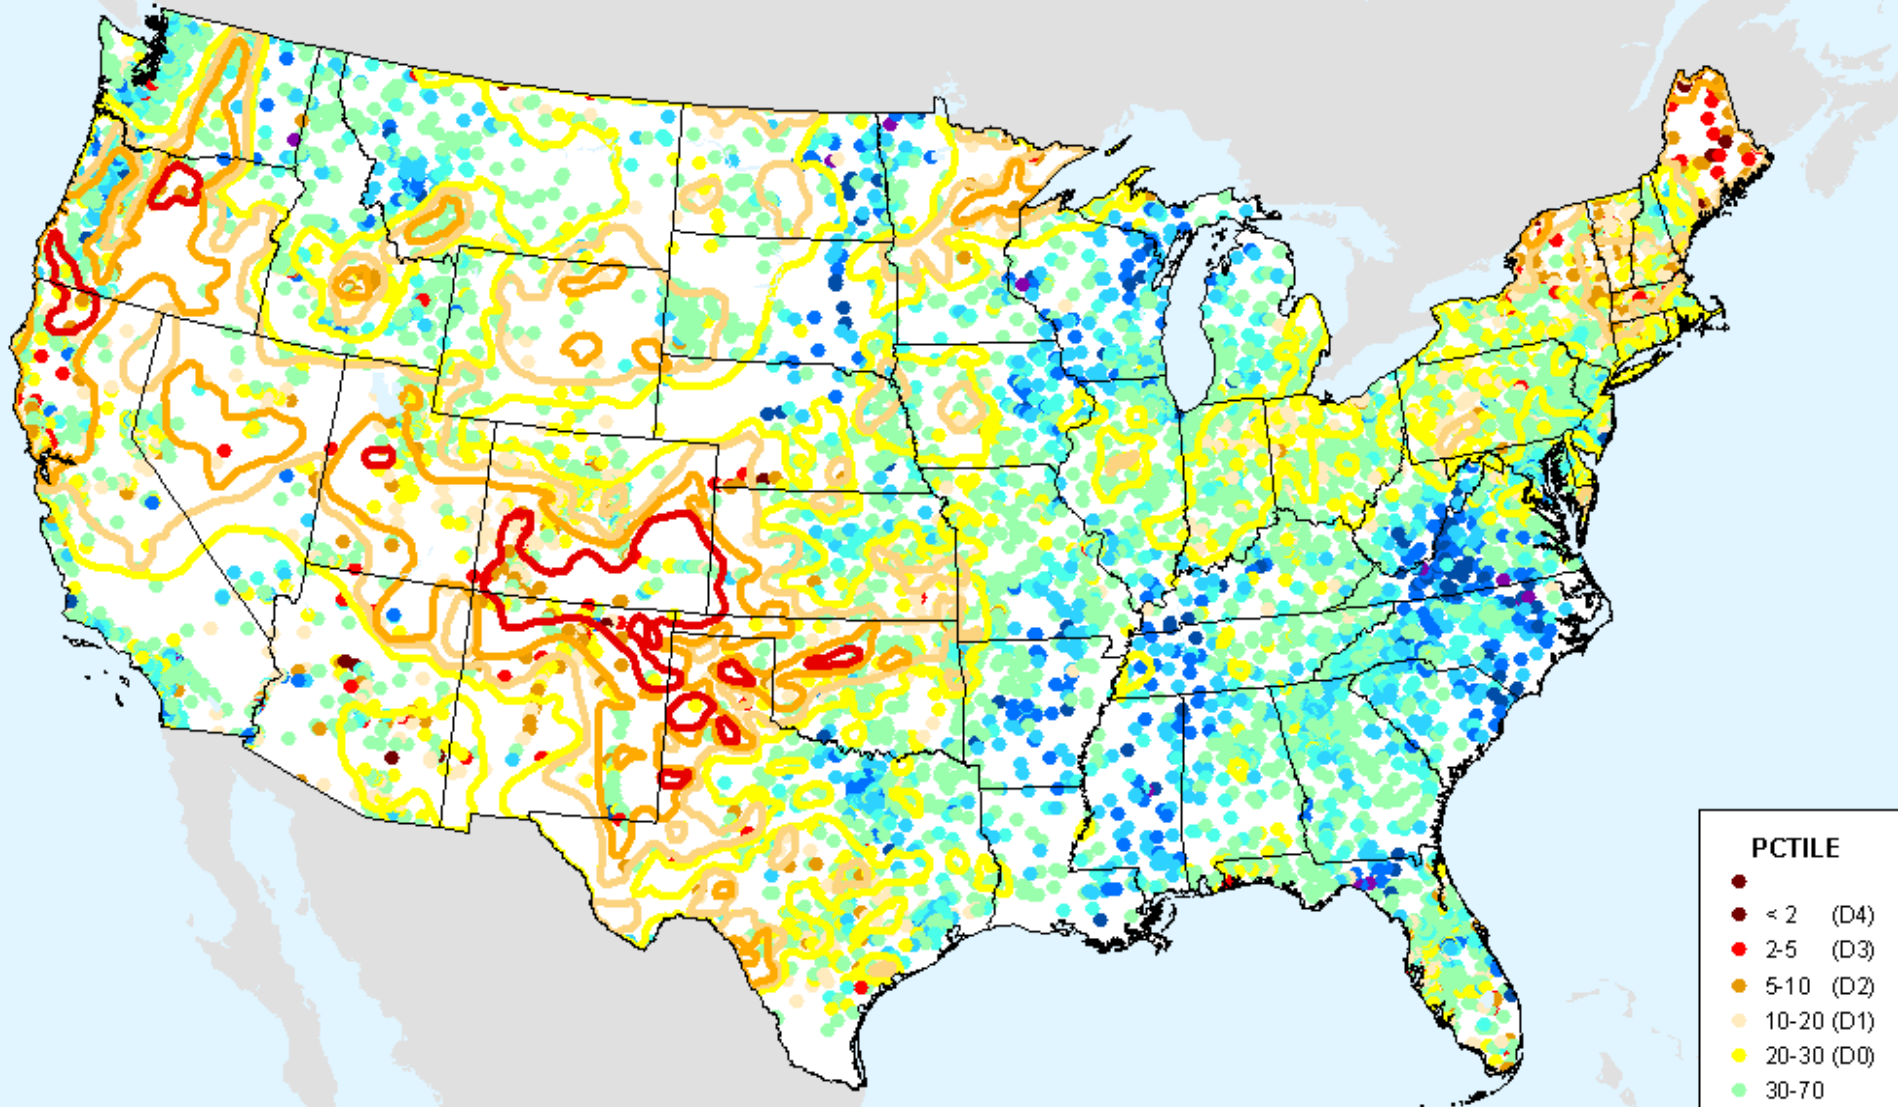 PCTILE
< 2 (D4)
2-5 (D3)
5-10 (D2)
10-20 (D1)
20-30 (D0)
30-70